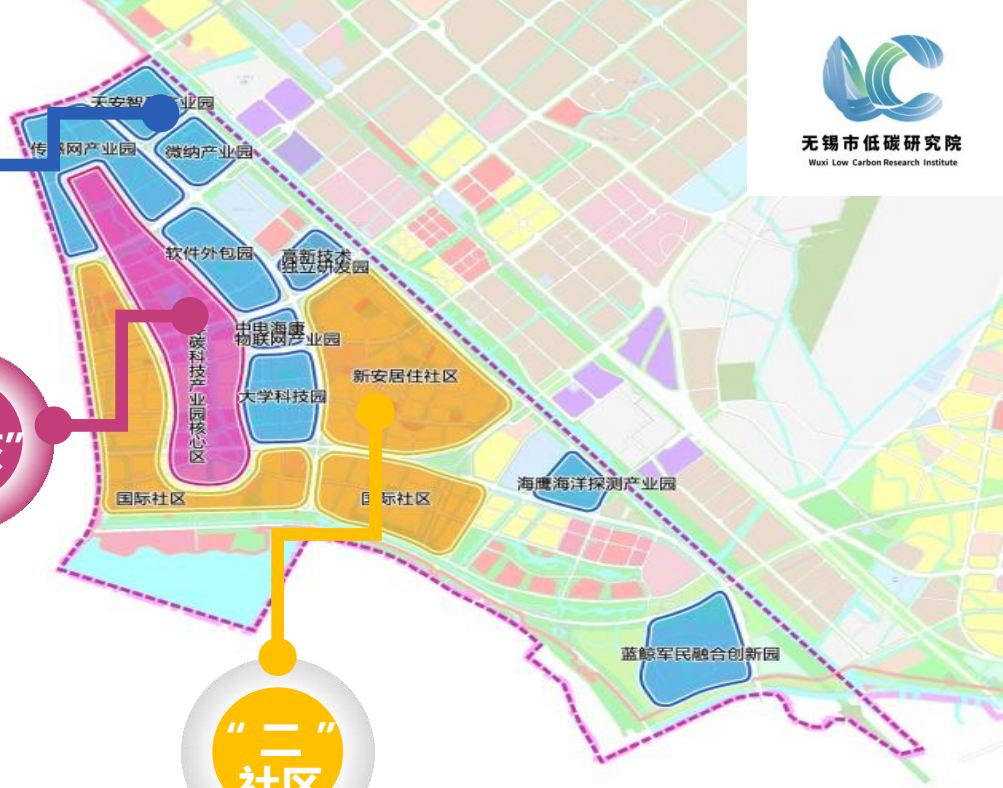 无锡市低碳研究院
Wuxi Low Carbon Research Institute
天安智
产业园
传感网产业园
微纳产业园
软件外包园
高新技术
独立研发园
中电海康
物联网产业园
碳科技产业园核心区
大学科技园
新安居住社区
国际社区
国际社区
海鹰海洋探测产业园
蓝鲸军民融合创新园
“二”
社区